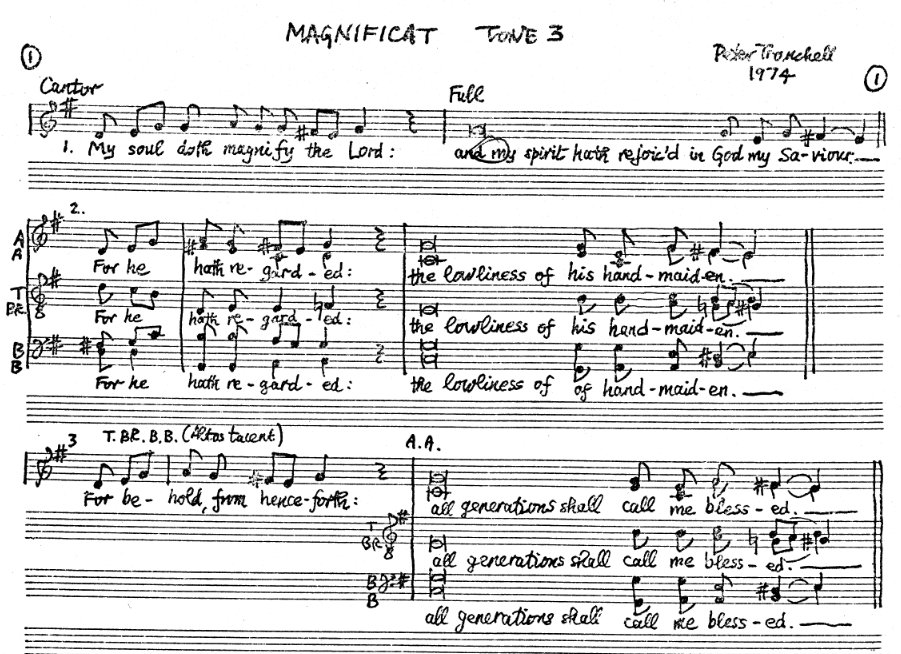 MAGNIFICAT TONE 3
1
Peter
1974
1
Cantor
Full
1. My soul doth magnify the Lord:
and my spirit hath rejoic'd in God my Sa-viour.
2.
A
A
For he hath re-gard-ed:
the lowliness of his hand-maid-en.
T
BR.
8
For he hath re-gard-ed:
the lowliness of his hand-maid-en.
B
B
For he hath re-gard-ed:
the lowliness of of hand-maid-en.
3 T. BR. B.B. (Altos tacent)
A.A.
For be-hold, from hence-forth:
all generations shall call me bless-ed.
T
BR
8
all generations shall call me bless-ed.
B
B
all generations shall call me bless-ed.